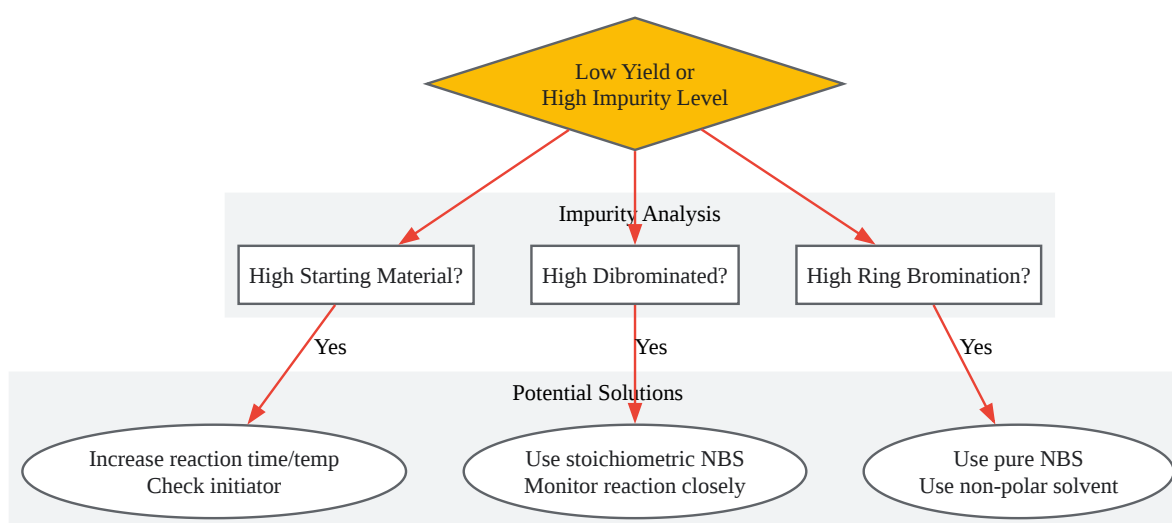 Low Yield or
High Impurity Level
Impurity Analysis
High Starting Material?
High Dibrominated?
High Ring Bromination?
Yes
Yes
Yes
Potential Solutions
Increase reaction time/temp
Check initiator
Use stoichiometric NBS
Monitor reaction closely
Use pure NBS
Use non-polar solvent